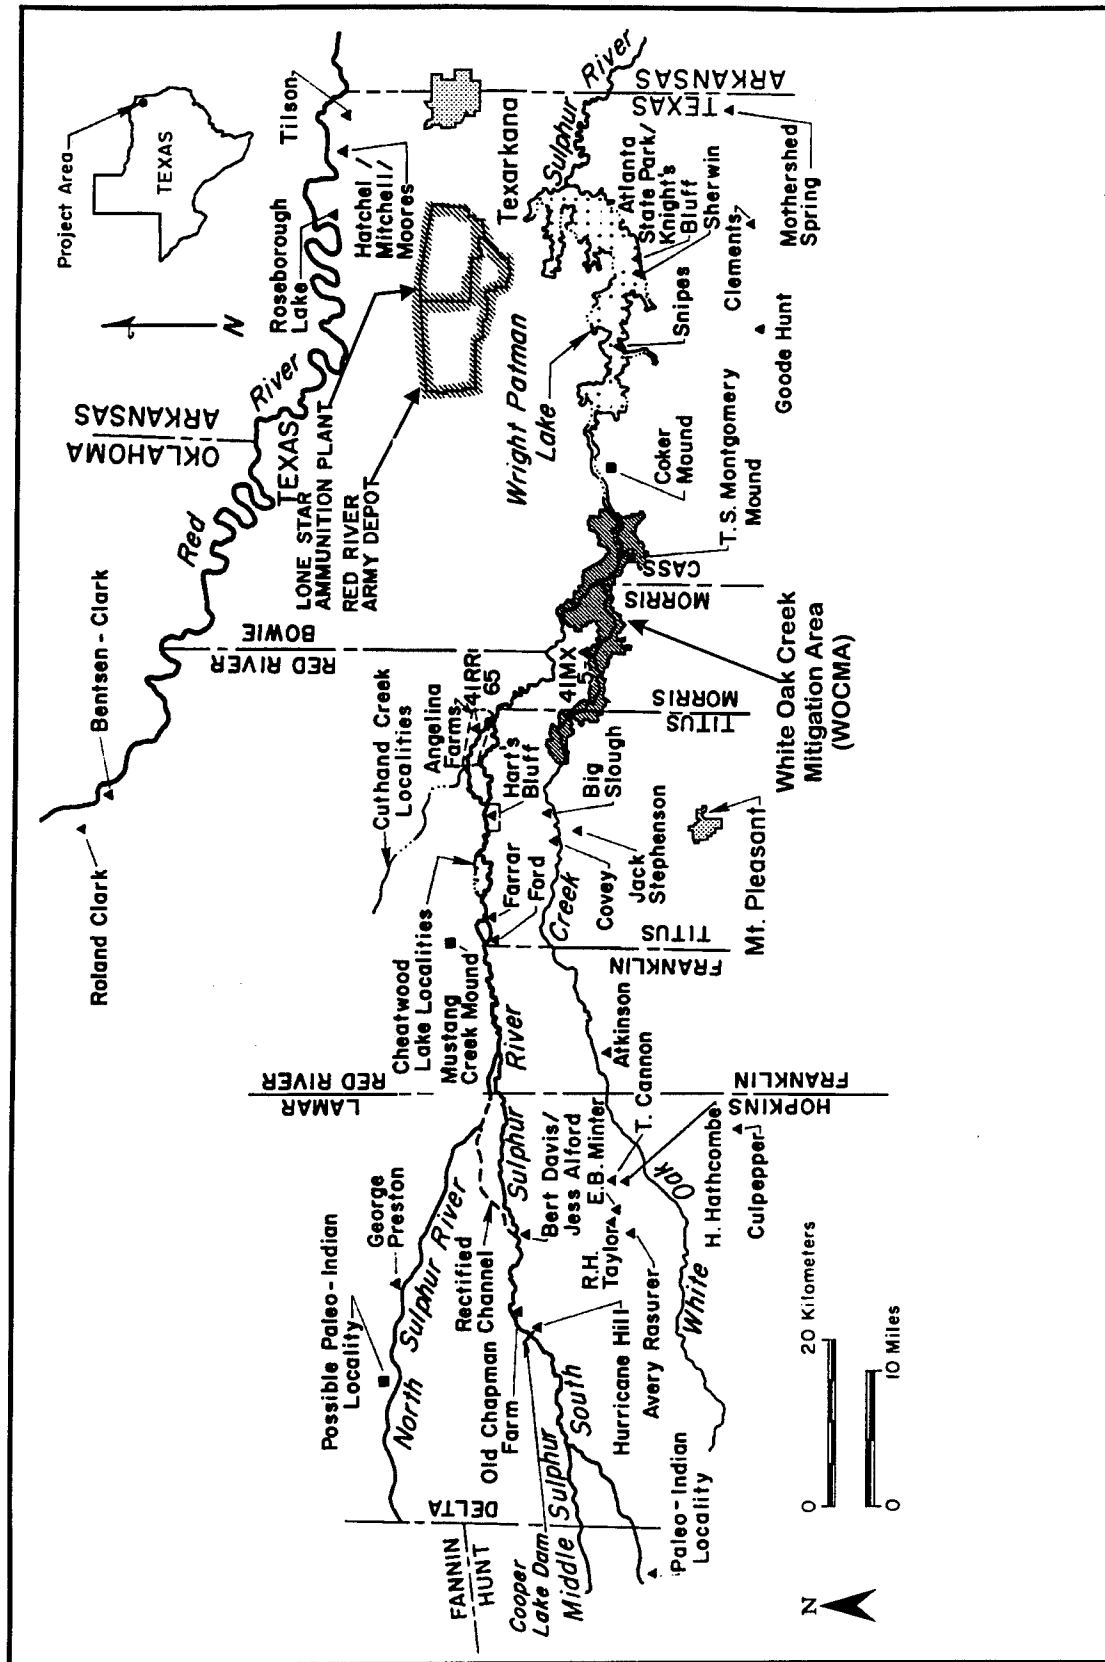 Project Area
TEXAS
N
Tilson
Roseborough
Lake
Hatchel/
Mitchell/
Moores
Red
River
OKLAHOMA
ARKANSAS
TEXAS
LONE STAR
AMMUNITION PLANT
RED RIVER
ARMY DEPOT
Texarkana
Sulphur
River
TEXAS
ARKANSAS
Wright Patman
Lake
Atlanta
State Park/
Knight's
Bluff
Sherwin
Snipes
Clements
Mothershed
Spring
Goode Hunt
Coker
Mound
T.S. Montgomery
Mound
MORRIS
CASS
White Oak Creek
Mitigation Area
(WOCMA)
RED RIVER
BOWIE
41MX
5
TITUS
MORRIS
Bentsen-Clark
Roland Clark
Cuthand Creek
Localities
Angelina
Farms
41RR
65
Hart's
Bluff
Big
Slough
Jack
Stephenson
Covey
Mt. Pleasant
Cheatwood
Lake Localities
Farrar
Ford
Mustang
Creek Mound
Creek
FRANKLIN
TITUS
River
LAMAR
RED RIVER
Atkinson
T. Cannon
HOPKINS
FRANKLIN
Possible Paleo-Indian
Locality
George
Preston
North Sulphur River
Rectified
Channel
Old Chapman
Farm
Sulphur
Bert Davis/
Jess Alford
E.B. Minter
R.H.
Taylor
Hurricane Hill
Avery Rasurer
H. Hathcombe
Culpepper
White
Oak
South
Middle Sulphur
Cooper
Lake Dam
FANNIN
HUNT
DELTA
Paleo-Indian
Locality
0 20 Kilometers
0 10 Miles
N